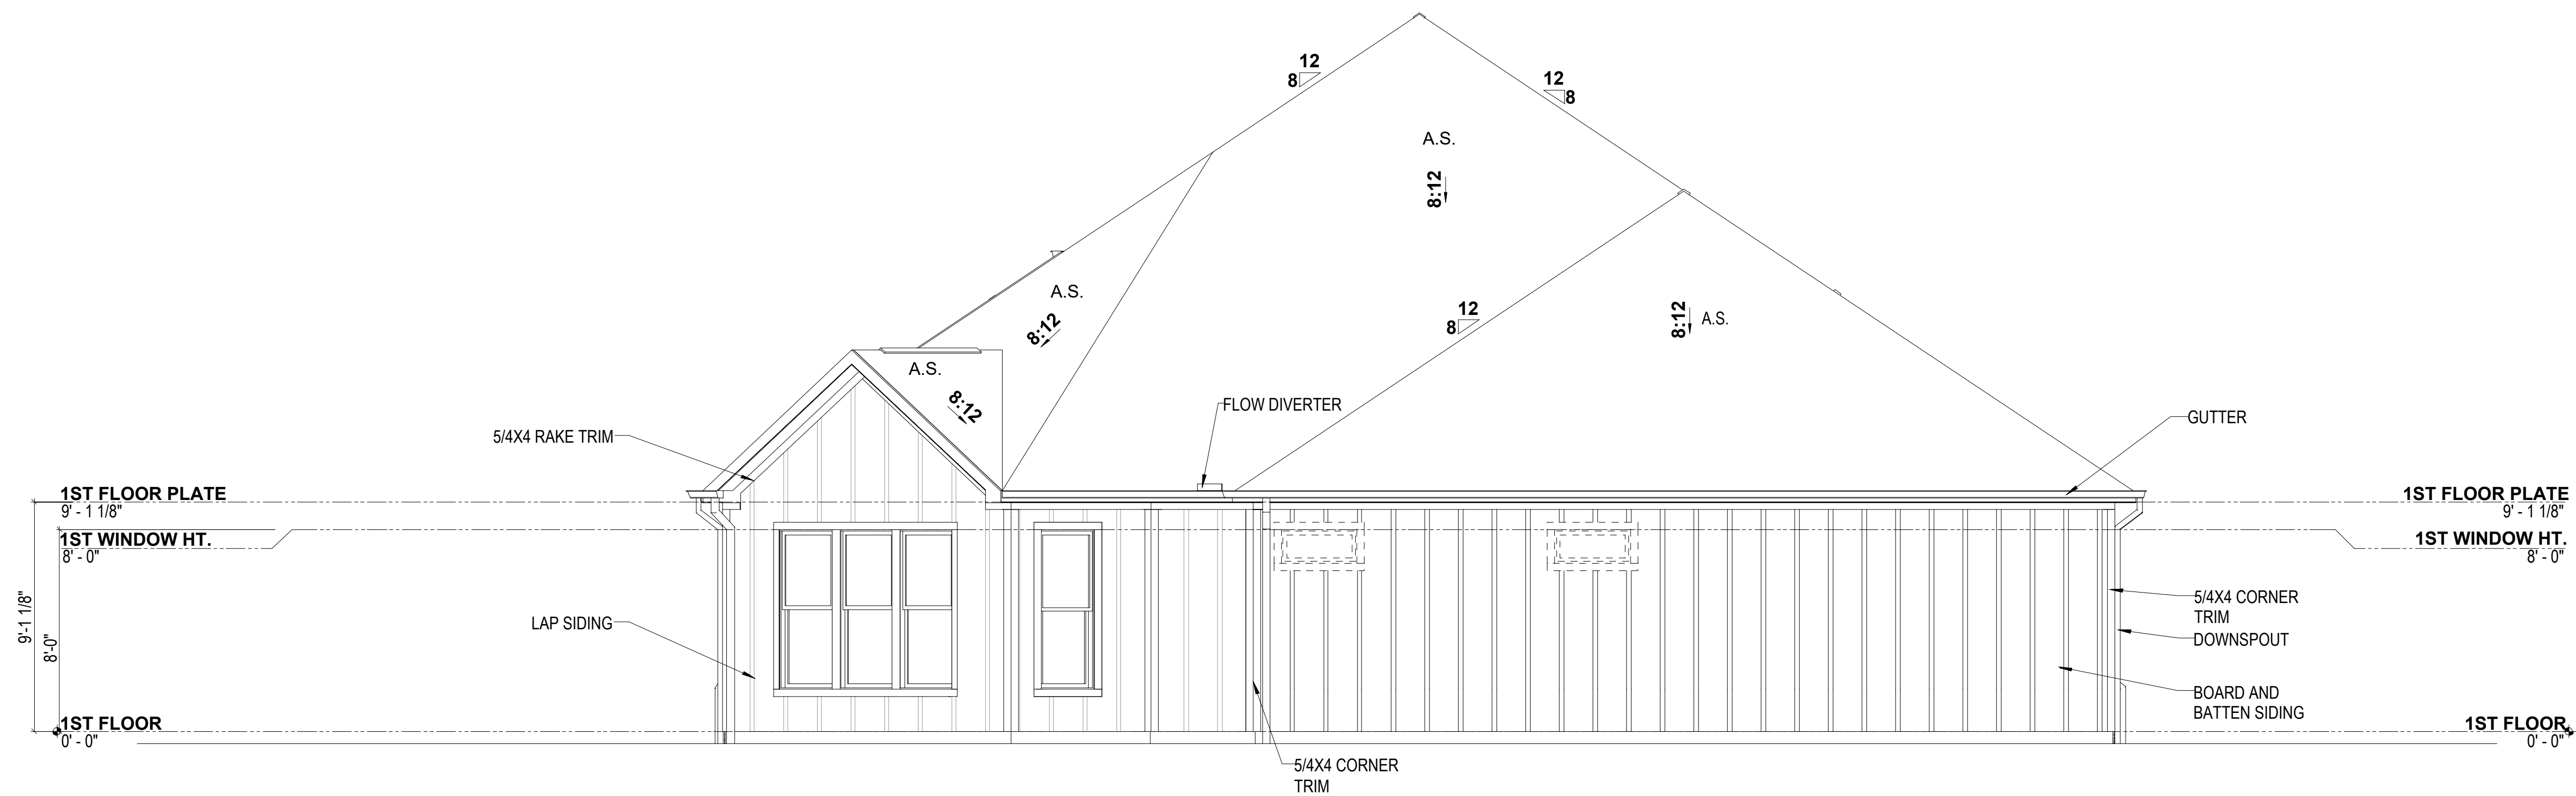 12
8
12
8
A.S.
8:12
A.S.
8:12
12
8
8:12
A.S.
A.S.
8:12
FLOW DIVERTER
GUTTER
5/4X4 RAKE TRIM
1ST FLOOR PLATE
9' - 1 1/8"
1ST FLOOR PLATE
9' - 1 1/8"
1ST WINDOW HT.
8' - 0"
1ST WINDOW HT.
8' - 0"
9'-1 1/8"
8'-0"
LAP SIDING
5/4X4 CORNER
TRIM
DOWNSPOUT
BOARD AND
BATTEN SIDING
1ST FLOOR
0' - 0"
1ST FLOOR
0' - 0"
5/4X4 CORNER
TRIM